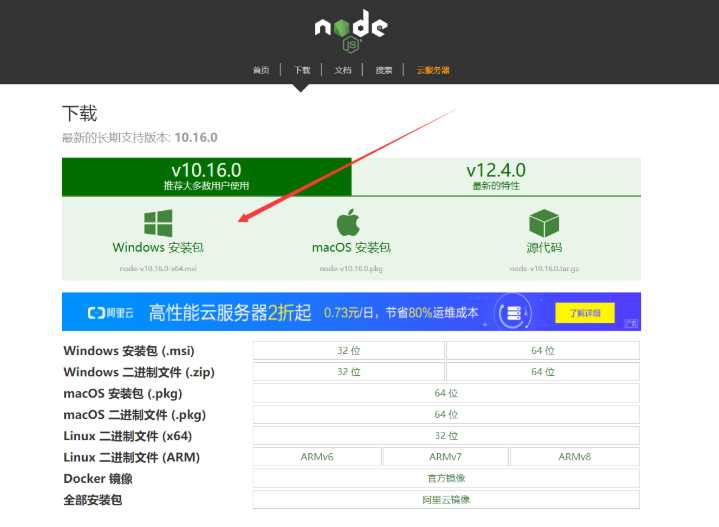 node
JS
首页 下载 文档 搜索 云服务器
下载
最新的长期支持版本: 10.16.0
v10.16.0
推荐大多数用户使用
v12.4.0
最新的特性
Windows 安装包
macOS 安装包
源代码
node-v10.16.0-x64.msi
node-v10.16.0.pkg
node-v10.16.0.tar.gz
阿里云 高性能云服务器2折起 0.73元/日，节省80%运维成本 了解详细
广告
Windows 安装包 (.msi) 32 位 64 位
Windows 二进制文件 (.zip) 32 位 64 位
macOS 安装包 (.pkg) 64 位
macOS 二进制文件 (.pkg) 64 位
Linux 二进制文件 (x64) 32 位
Linux 二进制文件 (ARM) ARMv6 ARMv7 ARMv8
Docker 镜像 官方镜像
全部安装包 阿里云镜像